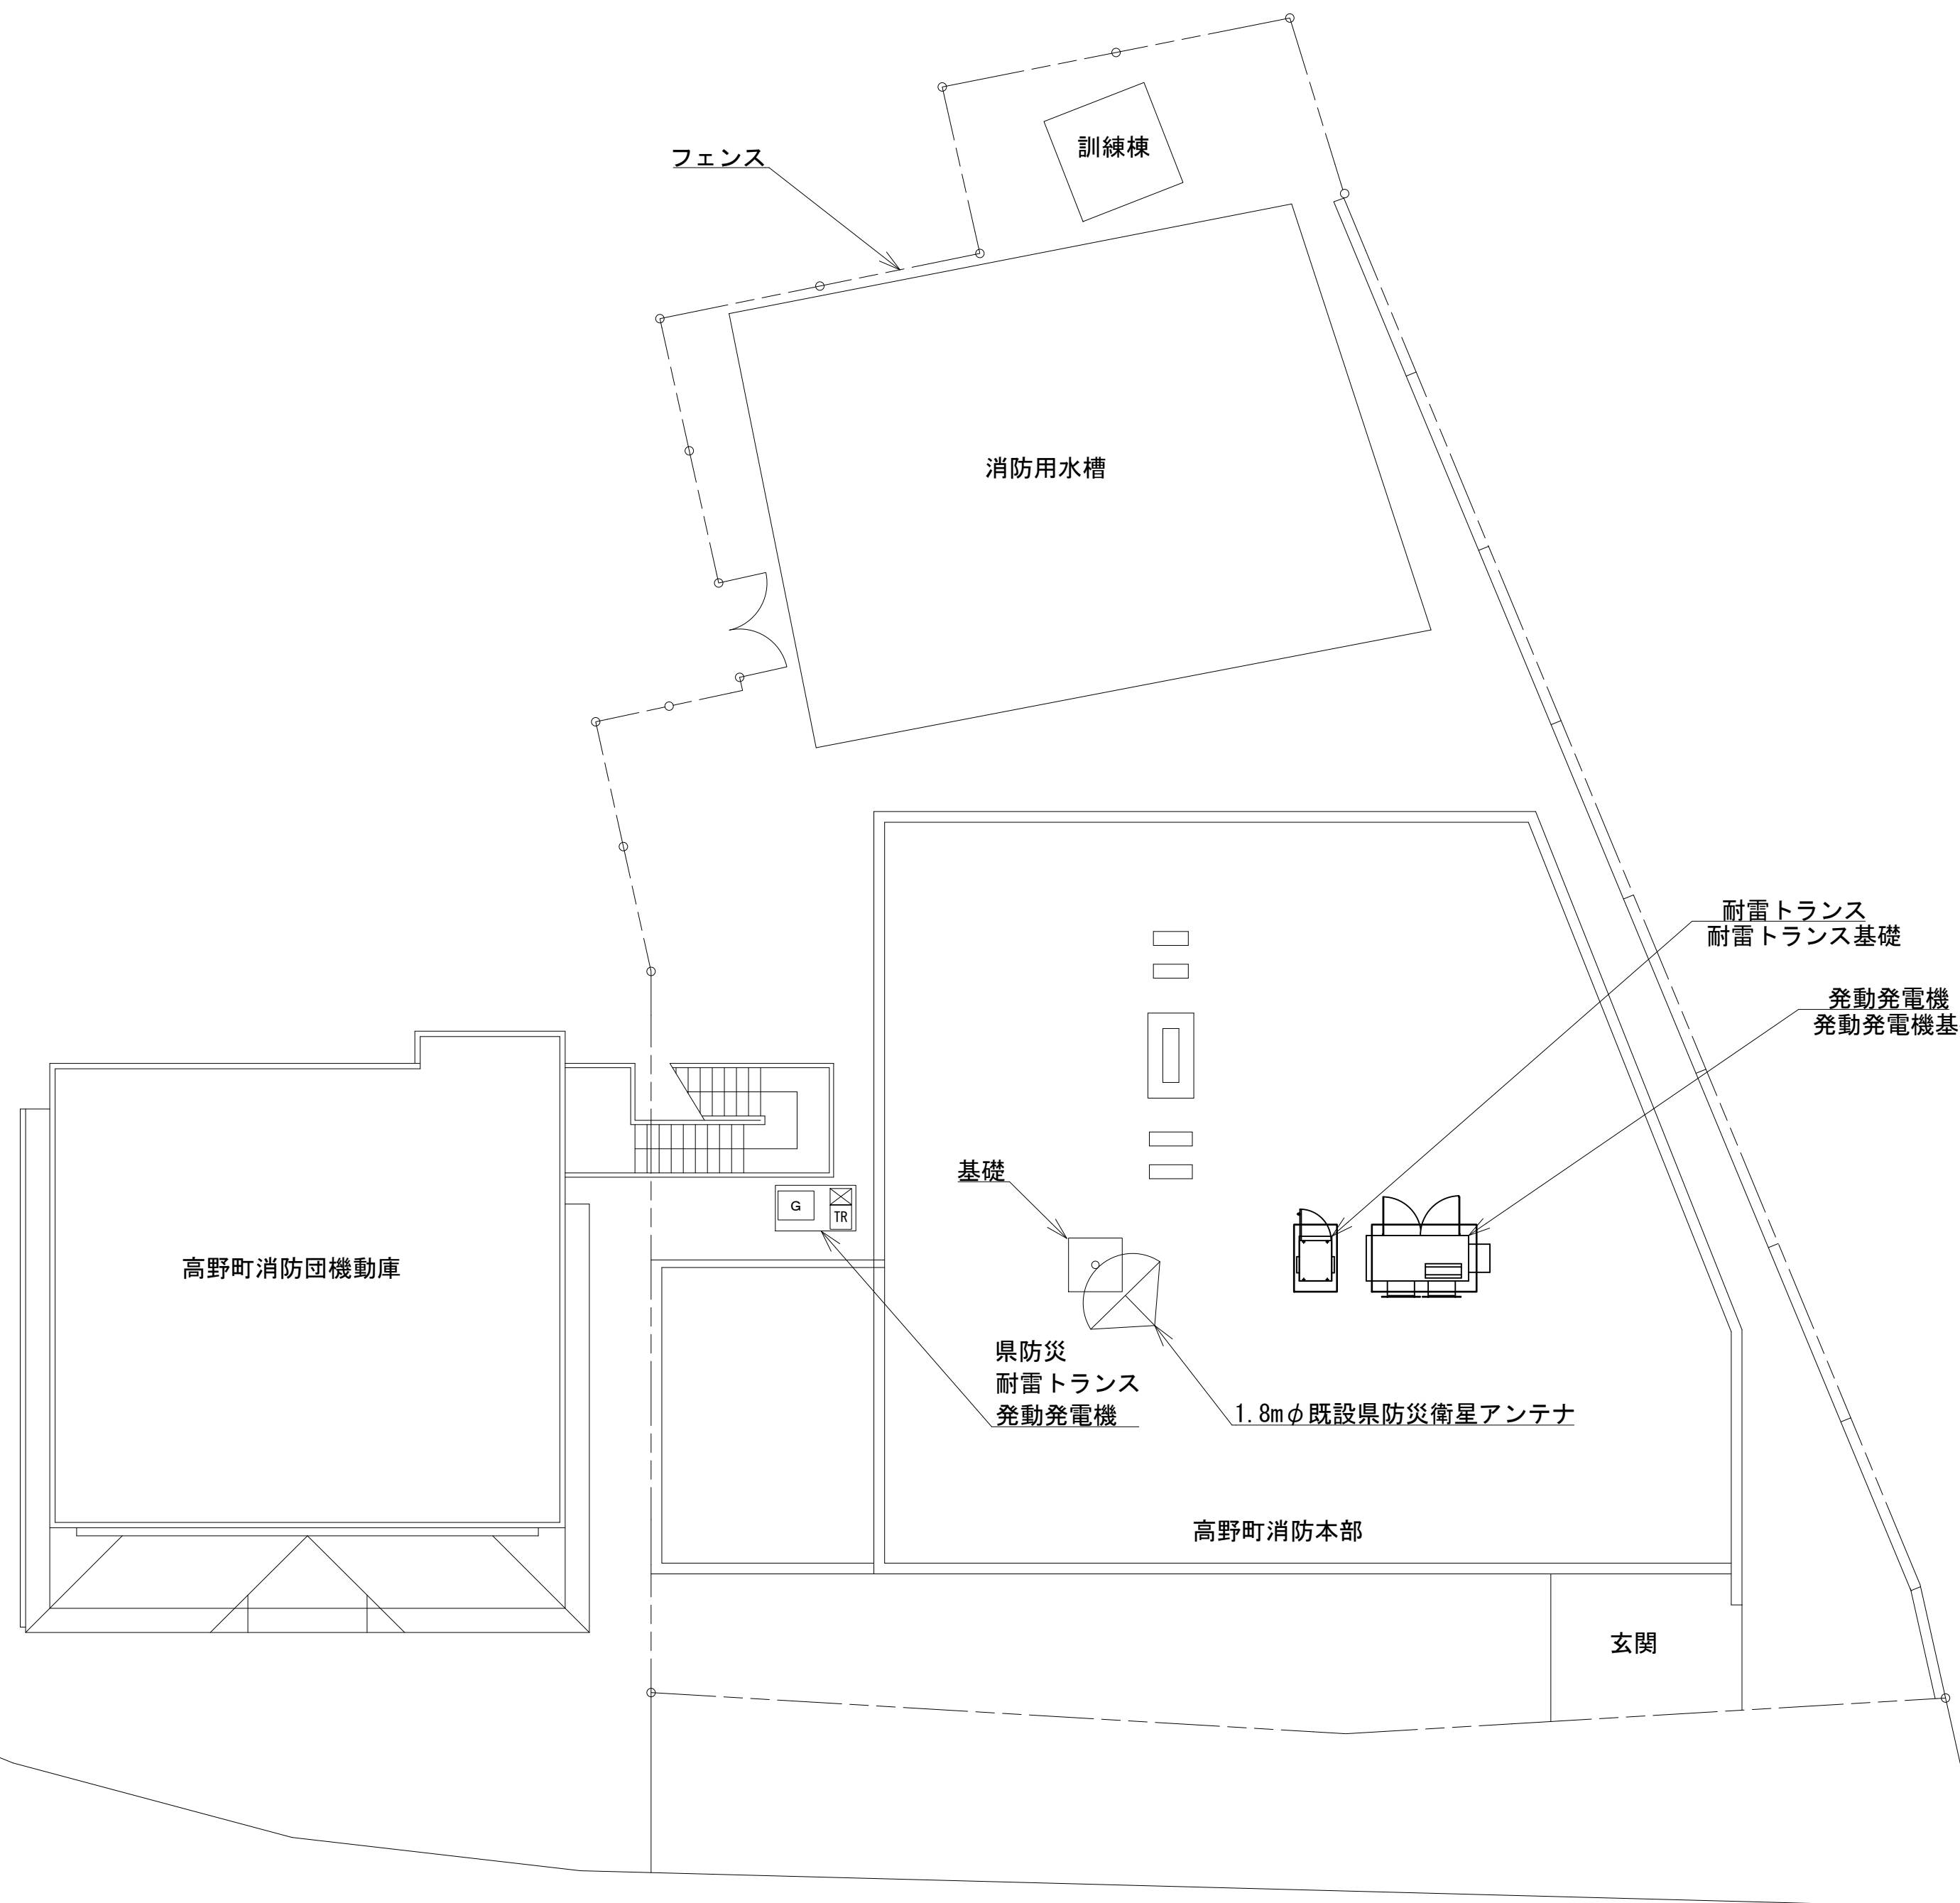 訓練棟
フェンス
消防用水槽
耐雷トランス
耐雷トランス基礎
発動発電機
発動発電機基
基礎
G
TR
高野町消防団機動庫
県防災
耐雷トランス
発動発電機
1.8mφ既設県防災衛星アンテナ
高野町消防本部
玄関